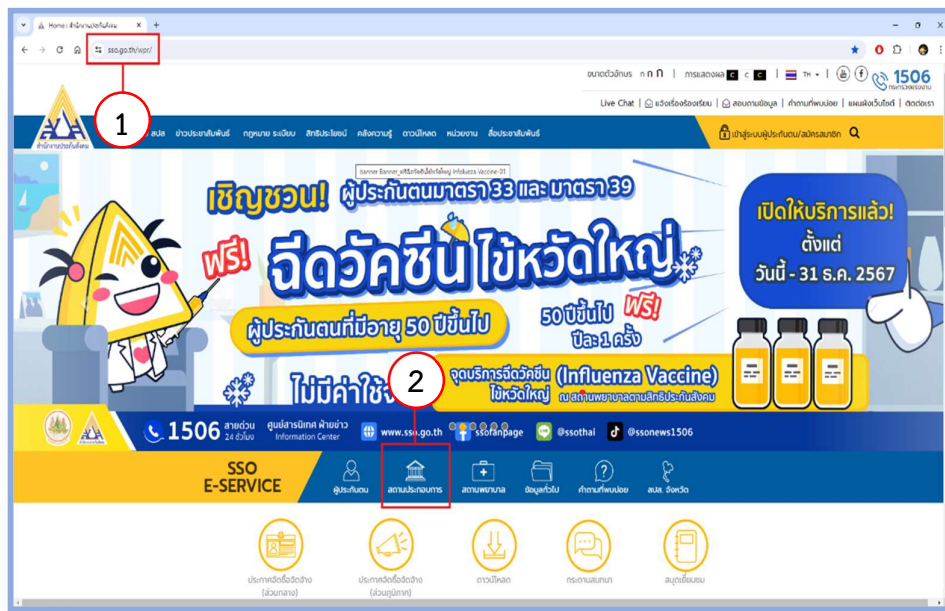 Home : สำนักงานประกันสังคม
sso.go.th/wpr/
ขนาดตัวอักษร ก ก ก | การแสดงผล C C C | TH
1506
กระทรวงแรงงาน
Live Chat | แจ้งเรื่องร้องเรียน | สอบถามข้อมูล | คำถามที่พบบ่อย | แผนผังเว็บไซต์ | ติดต่อเรา
1
สำนักงานประกันสังคม
สปส ข่าวประชาสัมพันธ์ กฎหมาย ระเบียบ สิทธิประโยชน์ คลังความรู้ ดาวน์โหลด หน่วยงาน สื่อประชาสัมพันธ์
เข้าสู่ระบบผู้ประกันตน/สมัครสมาชิก
เชิญชวน! ผู้ประกันตนมาตรา 33 และ มาตรา 39
ฟรี! ฉีดวัคซีน ไข้หวัดใหญ่
เปิดให้บริการแล้ว!
ตั้งแต่
วันนี้ - 31 ธ.ค. 2567
ผู้ประกันตนที่มีอายุ 50 ปีขึ้นไป
50 ปีขึ้นไป ฟรี!
ปีละ 1 ครั้ง
ไม่มีค่าใช้จ
2
จุดบริการฉีดวัคซีน (Influenza Vaccine)
ไข้หวัดใหญ่ ณ สถานพยาบาลตามสิทธิประกันสังคม
1506 สายด่วน
24 ชั่วโมง
ศูนย์สารนิเทศ ฝ่ายข่าว
Information Center
www.sso.go.th
ssofanpage
@ssothai
@ssonews1506
SSO
E-SERVICE
ผู้ประกันตน
สถานประกอบการ
สถานพยาบาล
ข้อมูลทั่วไป
คำถามที่พบบ่อย
สปส. จังหวัด
ประกาศจัดซื้อจัดจ้าง
(ส่วนกลาง)
ประกาศจัดซื้อจัดจ้าง
(ส่วนภูมิภาค)
ดาวน์โหลด
กระดานสนทนา
สมุดเยี่ยมชม